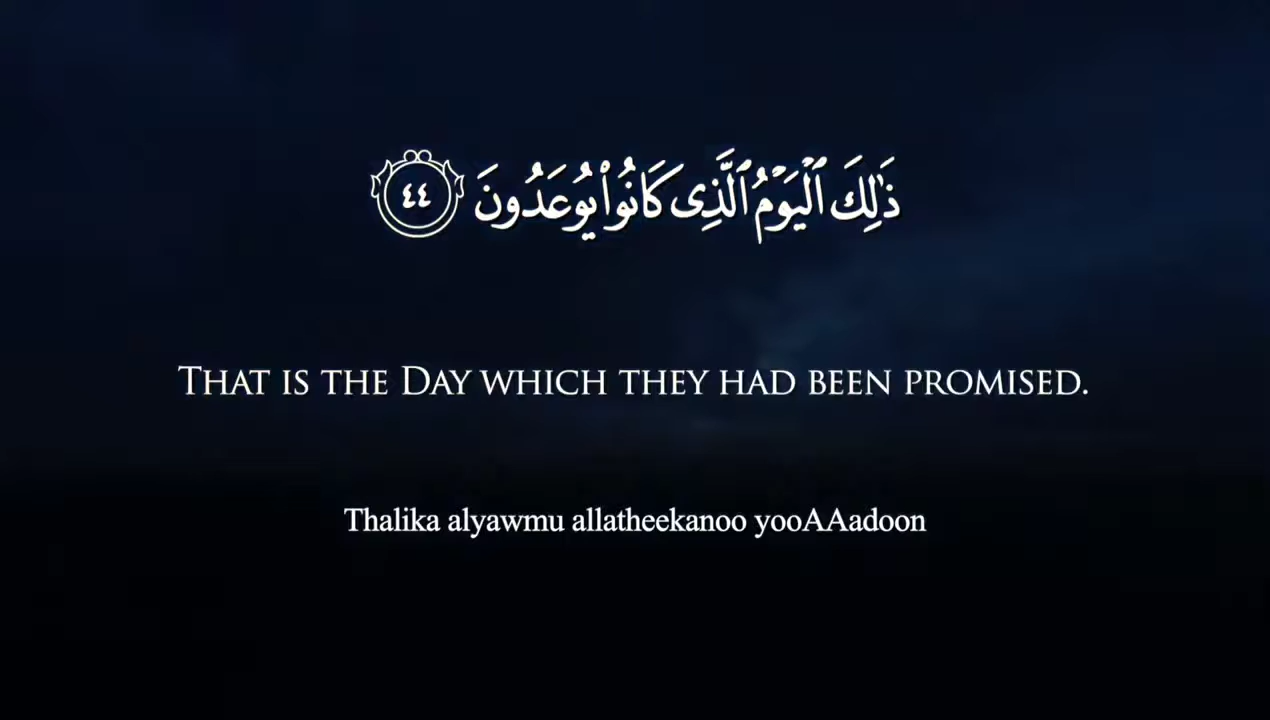 ذَٰلِكَ ٱلْيَوْمُ ٱلَّذِى كَانُوا۟ يُوعَدُونَ ٤٤
THAT IS THE DAY WHICH THEY HAD BEEN PROMISED.
Thalika alyawmu allatheekanoo yooAAadoon